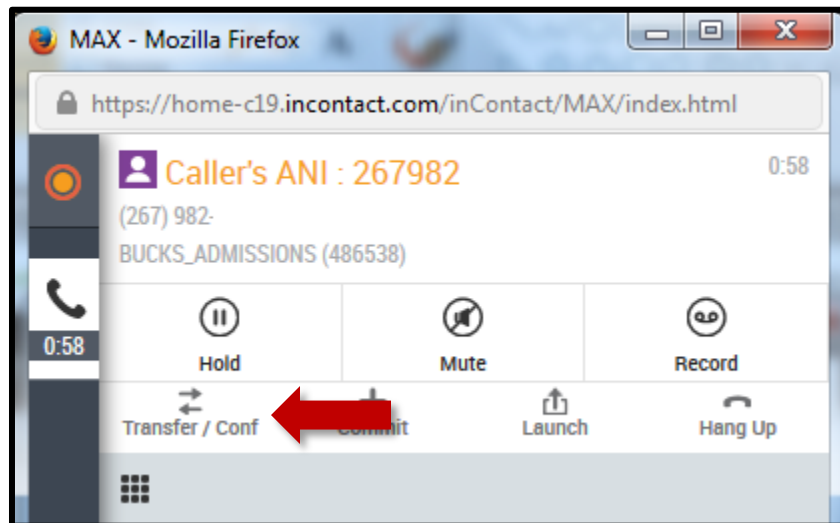 MAX - Mozilla Firefox
https://home-c19.incontact.com/inContact/MAX/index.html
Caller's ANI : 267982
0:58
(267) 982-
BUCKS_ADMISSIONS (486538)
0:58
Hold
Mute
Record
Transfer / Conf
Commit
Launch
Hang Up